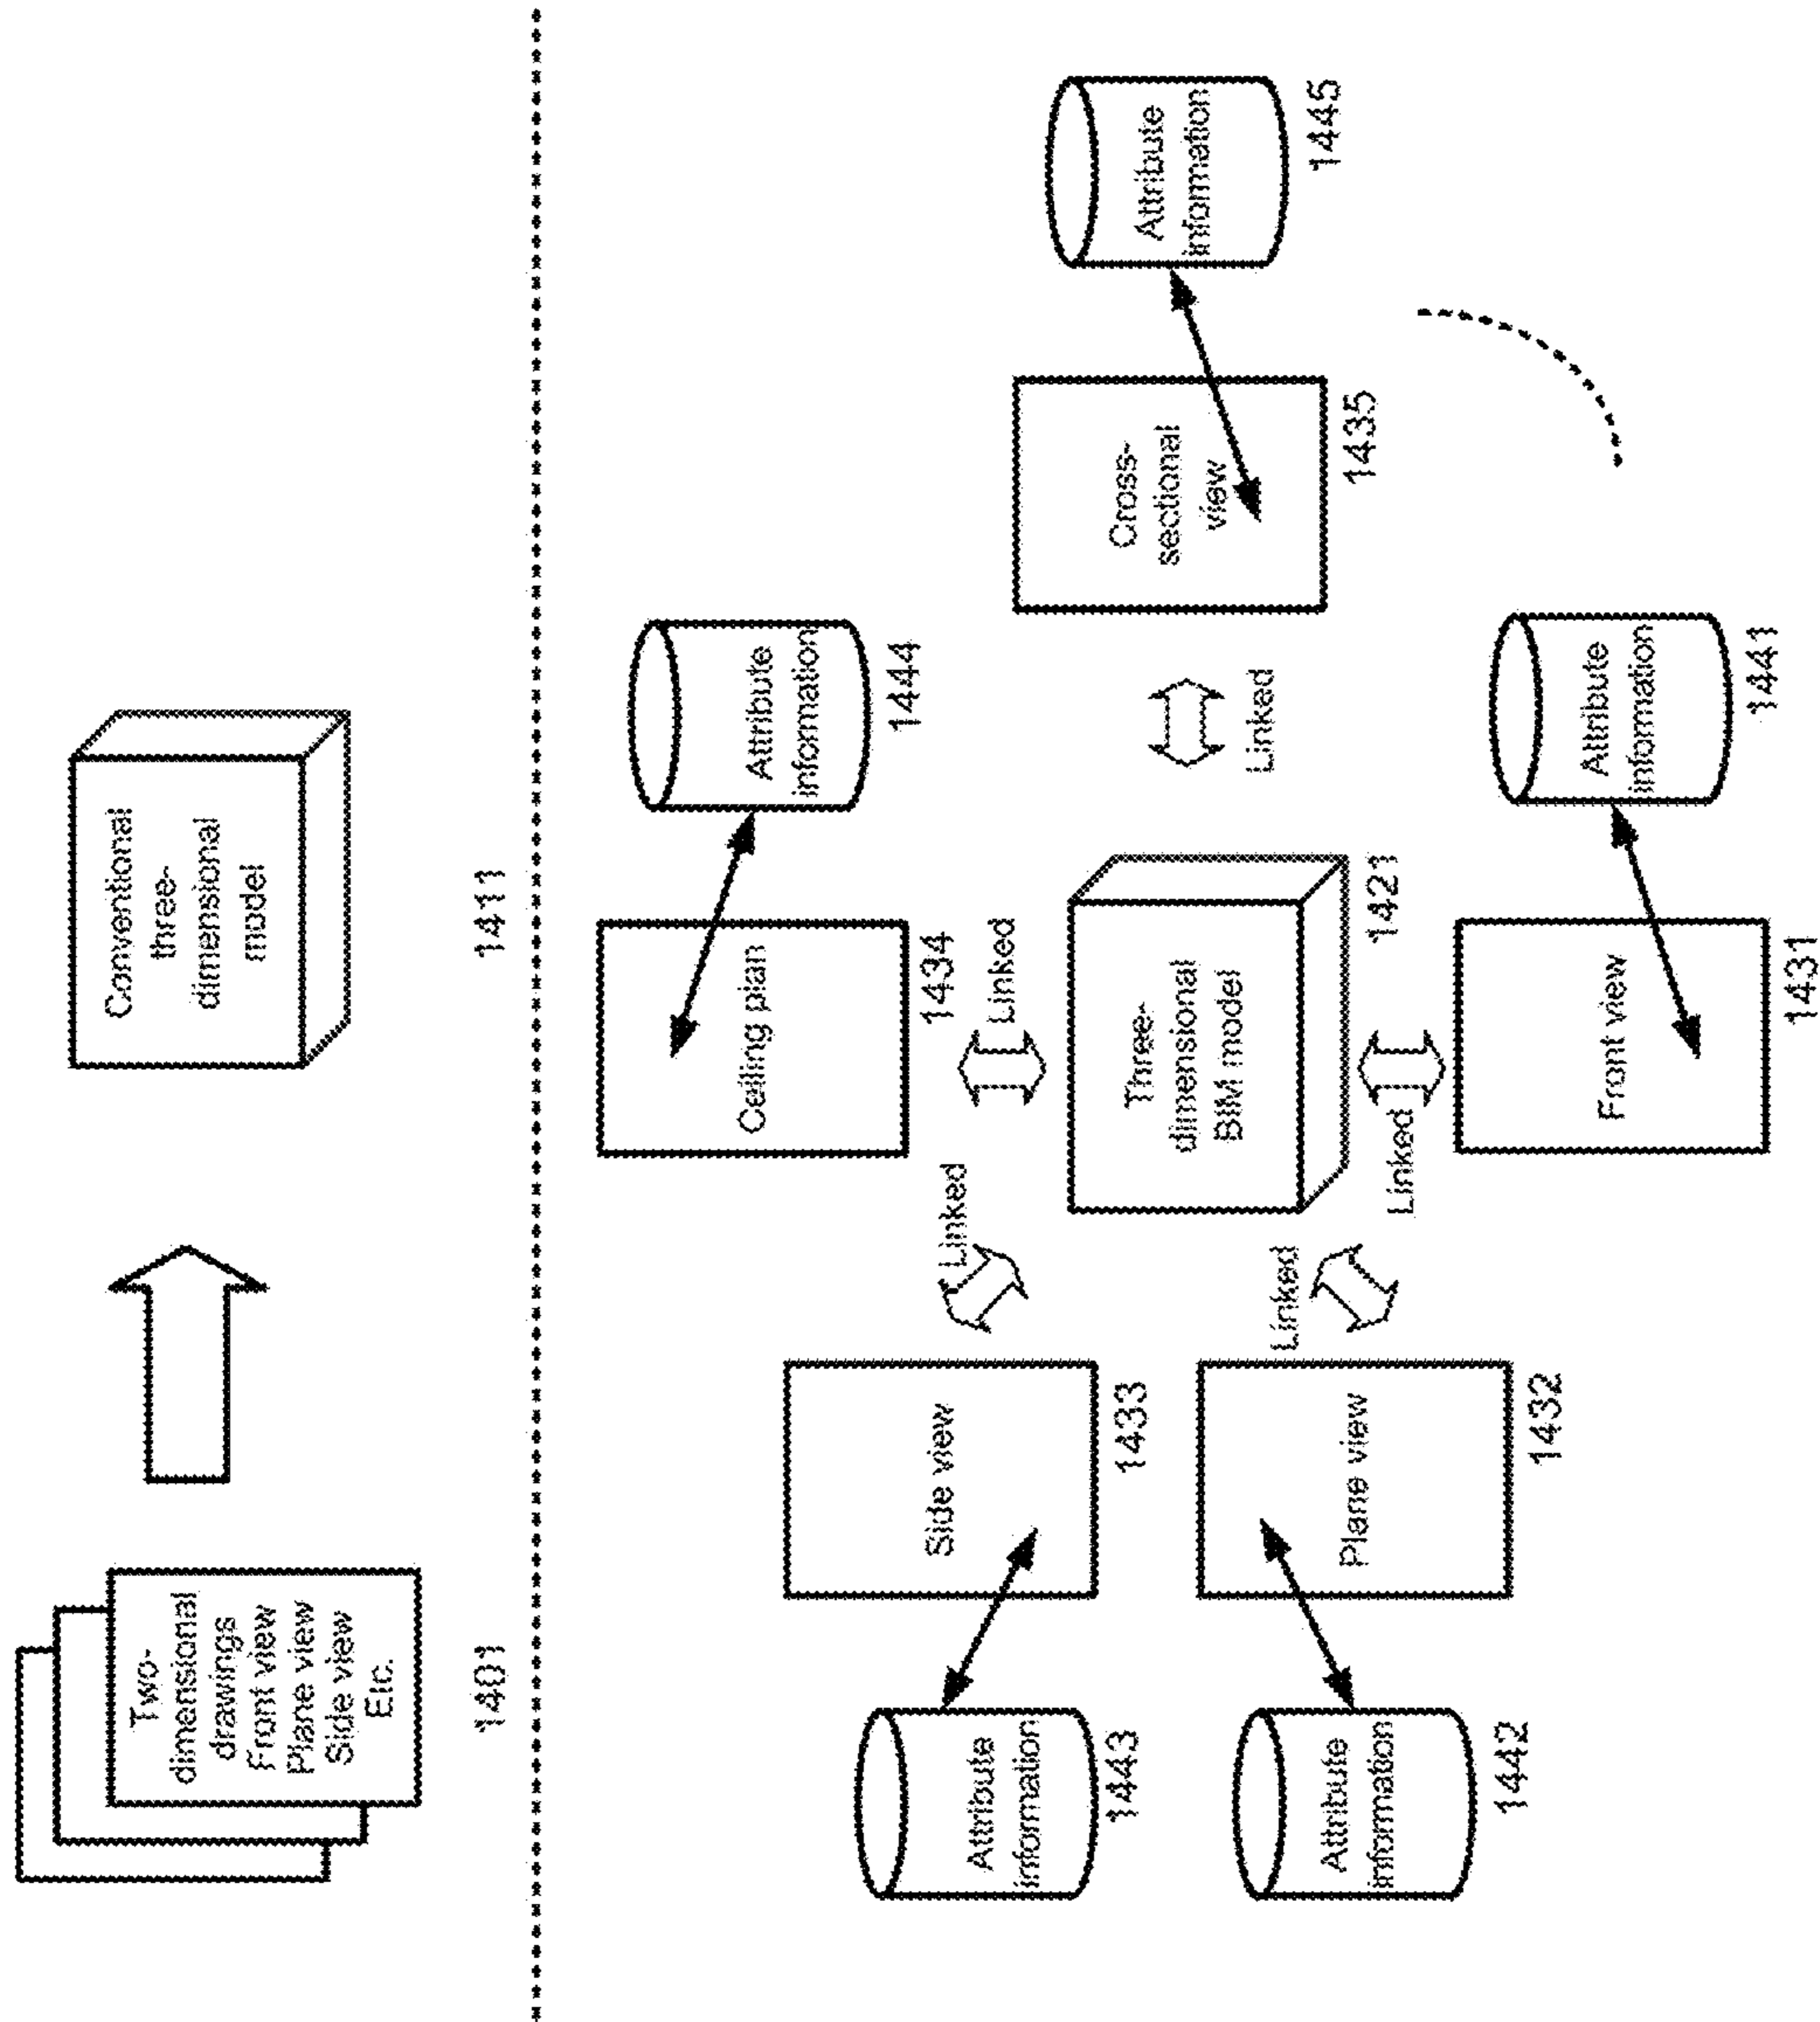 Two-
dimensional
drawings
Front view
Plane view
Side view
Etc.
1401
Conventional
three-
dimensional
model
1411
Ceiling plan
1434
Attribute
information
1444
Linked
Linked
Side view
1433
Attribute
information
1443
Three-
dimensional
BIM model
1421
Linked
Cross-
sectional
view
1435
Attribute
information
1445
Linked
Plane view
1432
Attribute
information
1442
Linked
Front view
1431
Attribute
information
1441